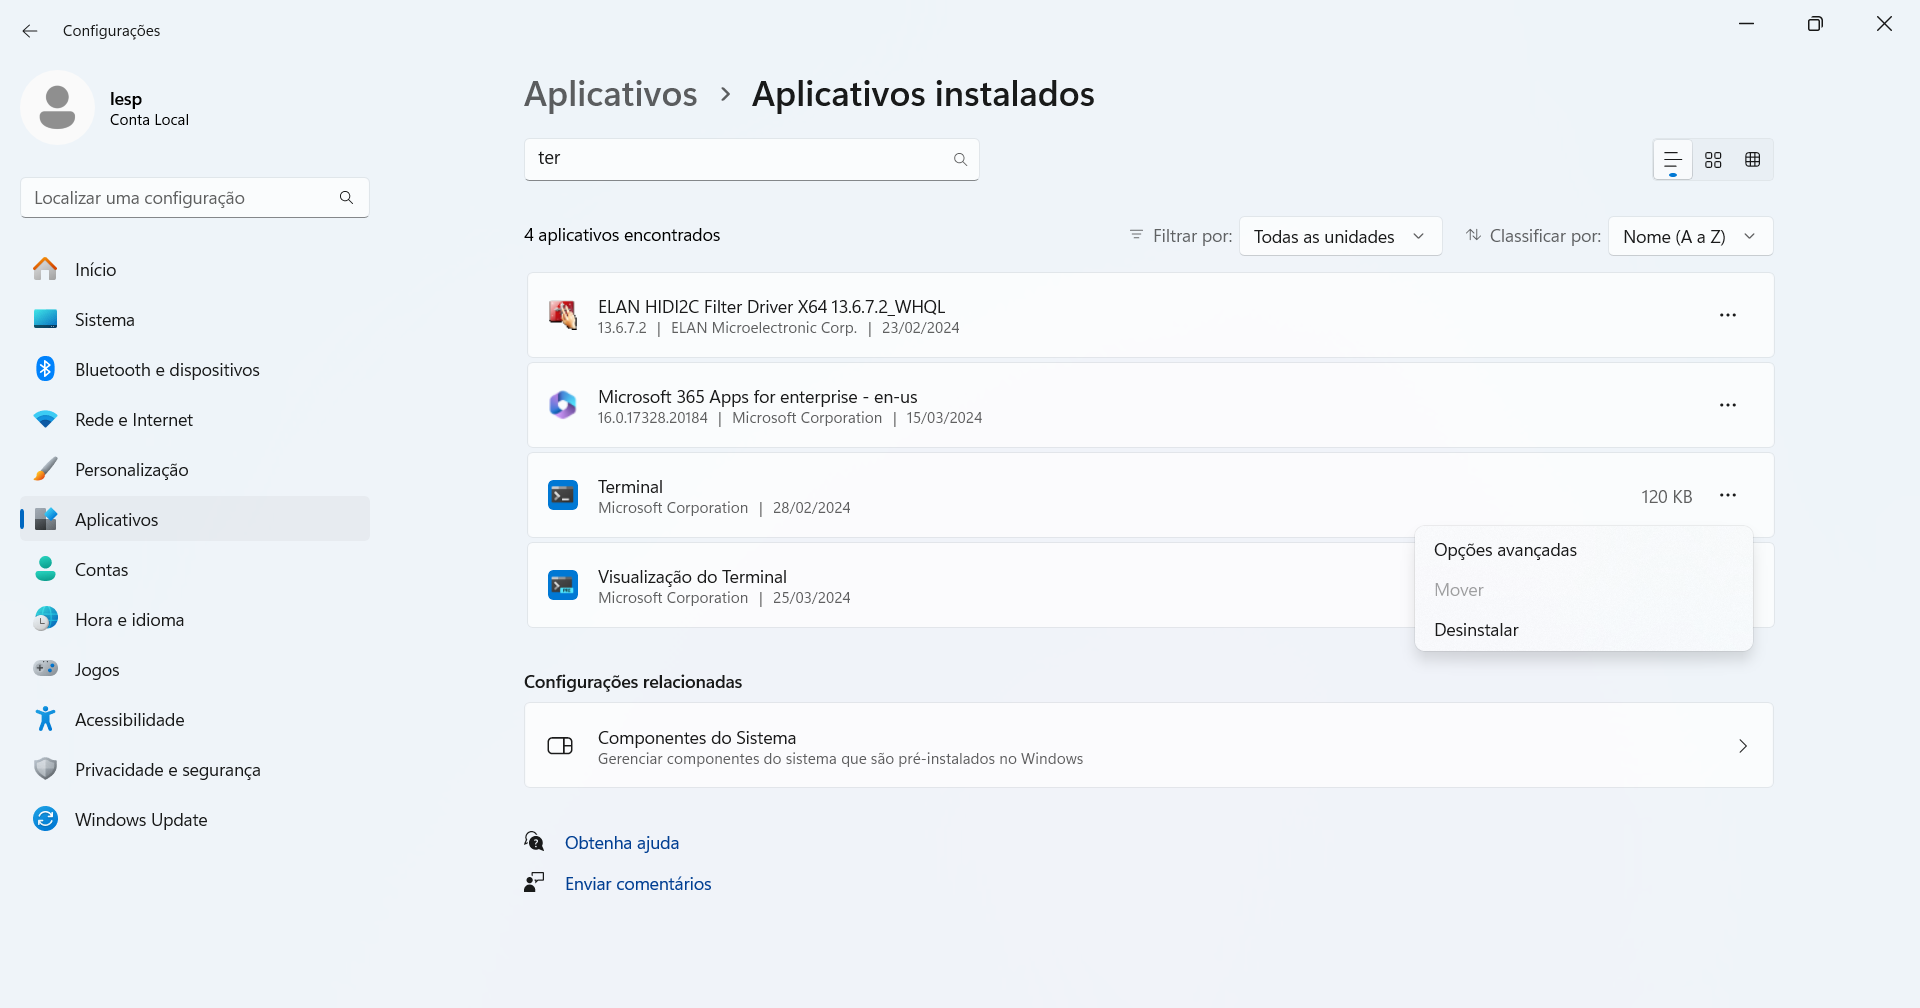 Configurações
lesp
Conta Local
Localizar uma configuração
Início
Sistema
Bluetooth e dispositivos
Rede e Internet
Personalização
Aplicativos
Contas
Hora e idioma
Jogos
Acessibilidade
Privacidade e segurança
Windows Update
Aplicativos > Aplicativos instalados
ter
4 aplicativos encontrados
Filtrar por: Todas as unidades
Classificar por: Nome (A a Z)
ELAN HIDI2C Filter Driver X64 13.6.7.2_WHQL
13.6.7.2 | ELAN Microelectronic Corp. | 23/02/2024
Microsoft 365 Apps for enterprise - en-us
16.0.17328.20184 | Microsoft Corporation | 15/03/2024
Terminal
Microsoft Corporation | 28/02/2024
120 KB
Opções avançadas
Mover
Desinstalar
Visualização do Terminal
Microsoft Corporation | 25/03/2024
Configurações relacionadas
Componentes do Sistema
Gerenciar componentes do sistema que são pré-instalados no Windows
Obtenha ajuda
Enviar comentários